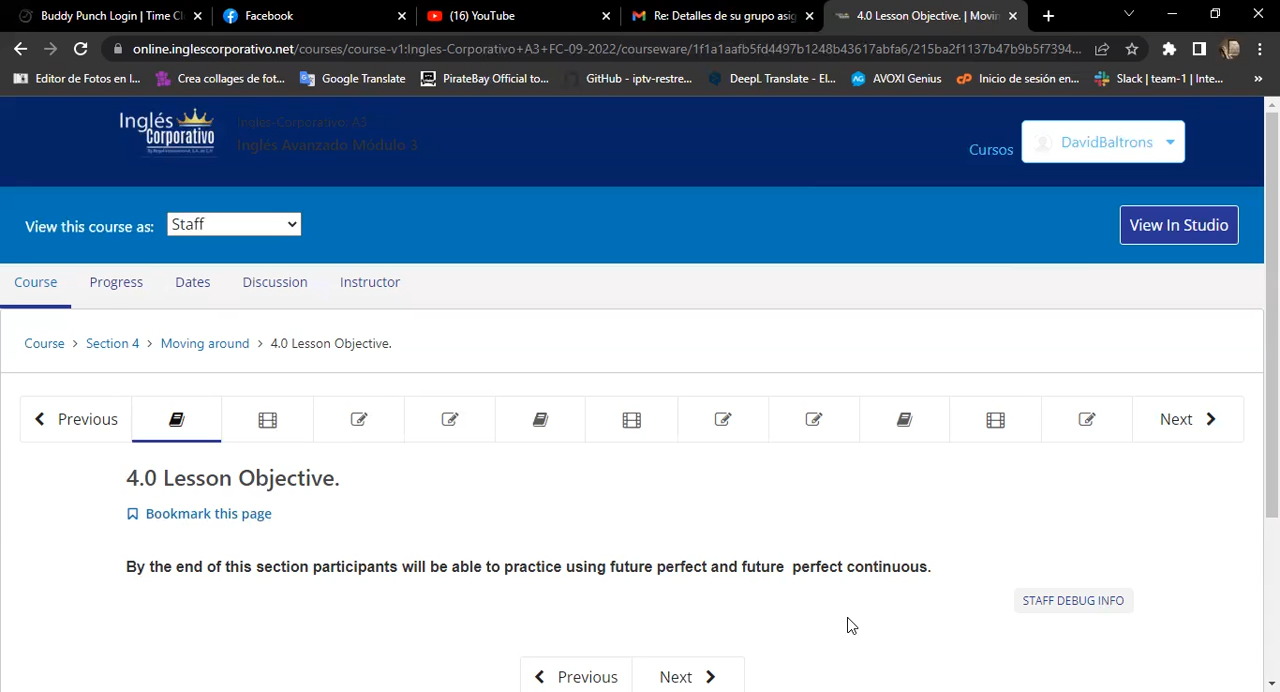 Buddy Punch Login | Time Cl
Facebook
(16) YouTube
Re: Detalles de su grupo asig
4.0 Lesson Objective. | Movin
online.inglescorporativo.net/courses/course-v1:Ingles-Corporativo+A3+FC-09-2022/courseware/1f1a1aafb5fd4497b1248b43617abfa6/215ba2f1137b47b9b5f7394...
Editor de Fotos en l...
Crea collages de fot...
Google Translate
PirateBay Official to...
GitHub - iptv-restre...
DeepL Translate - El...
AVOXI Genius
Inicio de sesión en...
Slack | team-1 | Inte...
»
Inglés
Corporativo
Ingles-Corporativo: A3
Inglés Avanzado Módulo 3
Cursos
DavidBaltrons
View this course as:
Staff
View In Studio
Course
Progress
Dates
Discussion
Instructor
Course > Section 4 > Moving around > 4.0 Lesson Objective.
Previous
Next
4.0 Lesson Objective.
Bookmark this page
By the end of this section participants will be able to practice using future perfect and future  perfect continuous.
STAFF DEBUG INFO
Previous
Next